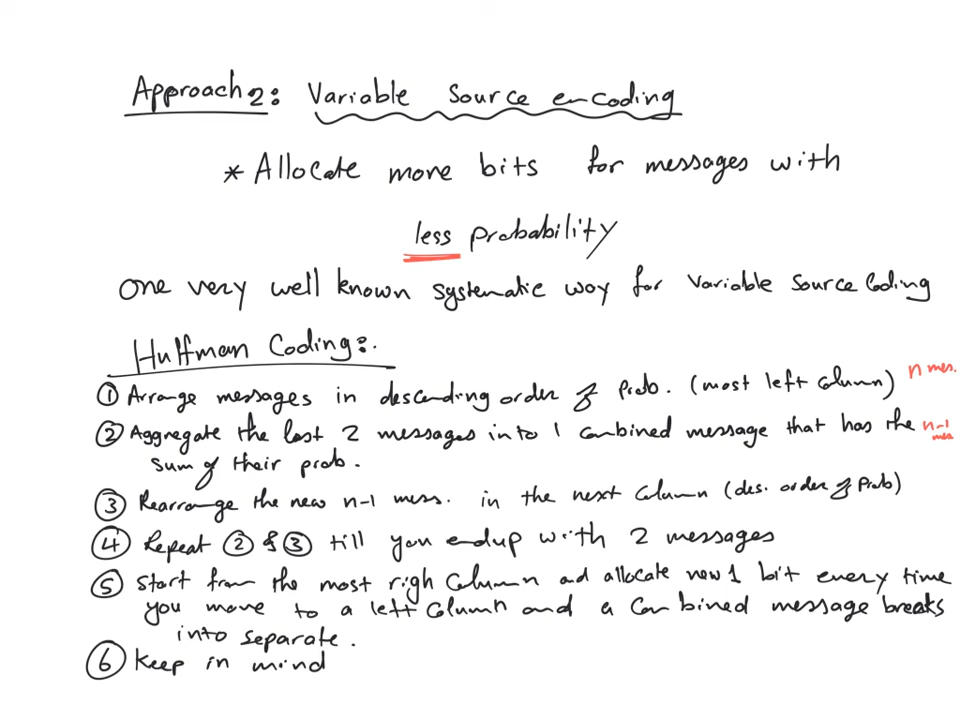 Approach 2: Variable Source encoding
* Allocate more bits for messages with
less probability
one very well known systematic way for variable source coding
Huffman Coding:.
① Arrange messages in descending order of prob. (most left column) n mes.
② Aggregate the last 2 messages into 1 combined message that has the n-1 mes
sum of their prob.
③ Rearrange the new n-1 mess. in the next column (des. order of prob)
④ Repeat ② & ③ till you endup with 2 messages
⑤ Start from the most righ column and allocate new 1 bit every time
you move to a left column and a combined message breaks
into separate.
⑥ Keep in mind